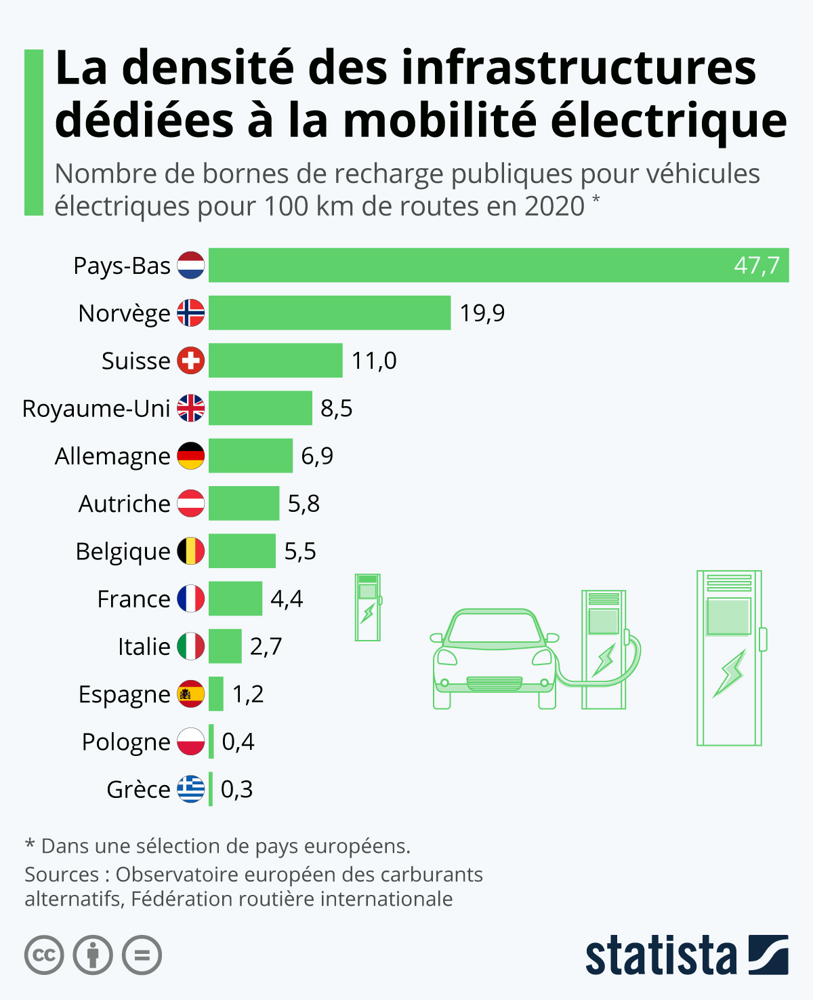 La densité des infrastructures
dédiées à la mobilité électrique
Nombre de bornes de recharge publiques pour véhicules
électriques pour 100 km de routes en 2020 *
Pays-Bas 47,7
Norvège 19,9
Suisse 11,0
Royaume-Uni 8,5
Allemagne 6,9
Autriche 5,8
Belgique 5,5
France 4,4
Italie 2,7
Espagne 1,2
Pologne 0,4
Grèce 0,3
* Dans une sélection de pays européens.
Sources : Observatoire européen des carburants
alternatifs, Fédération routière internationale
cc
statista